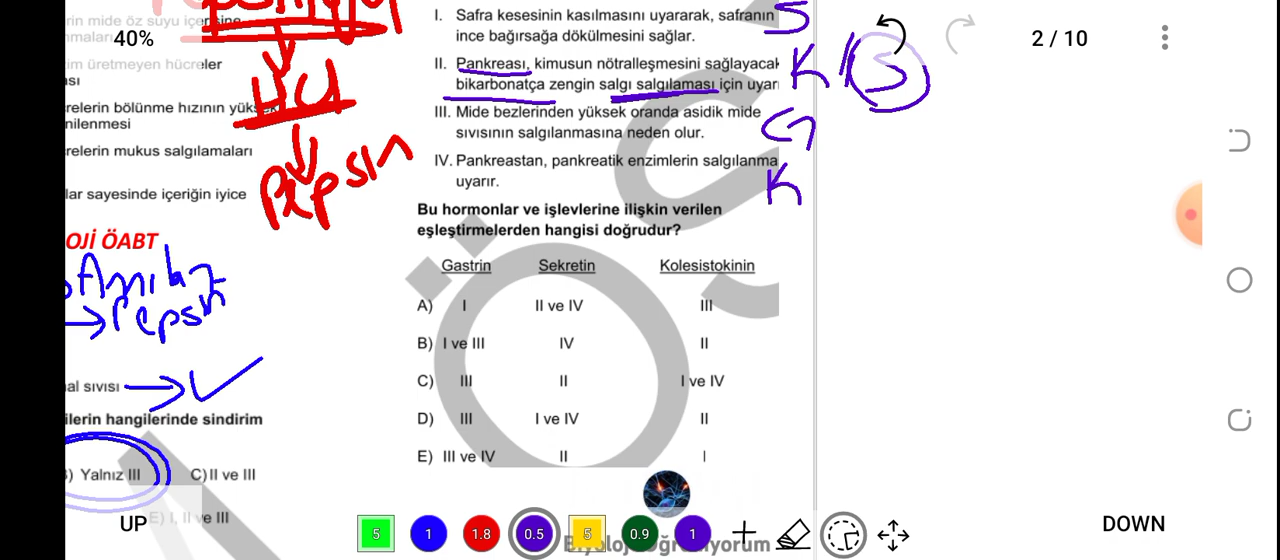 rin mide öz suyu içerisine
40%
im üretmeyen hücreler
ası
relerin bölünme hızının yüksek
nilenmesi
relerin mukus salgılamaları
lar sayesinde içeriğin iyice
OJİ ÖABT
HCl
pepsin
Amilaz
Pepsin
al sıvısı
ilerin hangilerinde sindirim
B) Yalnız III C) II ve III
E) I, II ve III
UP
I. Safra kesesinin kasılmasını uyararak, safranın
ince bağırsağa dökülmesini sağlar.
S
II. Pankreası, kimusun nötralleşmesini sağlayacak
bikarbonatça zengin salgı salgılaması için uyarı
K S
III. Mide bezlerinden yüksek oranda asidik mide
sıvısının salgılanmasına neden olur.
G
IV. Pankreastan, pankreatik enzimlerin salgılanma
uyarır.
K
Bu hormonlar ve işlevlerine ilişkin verilen
eşleştirmelerden hangisi doğrudur?
Gastrin Sekretin Kolesistokinin
A) I II ve IV III
B) I ve III IV II
C) III II I ve IV
D) III I ve IV II
E) III ve IV II I
2 / 10
5 1 1.8 0.5 5 0.9 1
Biyoloji Öğreniyorum
DOWN